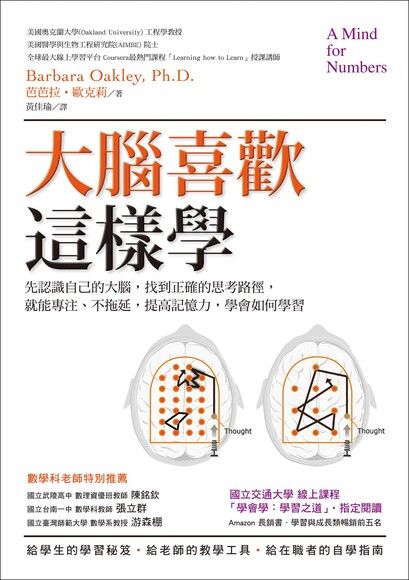 美國奧克蘭大學(Oakland University) 工程學教授
美國醫學與生物工程研究院(AIMBE) 院士
全球最大線上學習平台 Coursera最熱門課程「Learning how to Learn」授課講師
Barbara Oakley, Ph.D.
芭芭拉・歐克莉／著
黃佳瑜／譯
A Mind
for
Numbers
大腦喜歡
這樣學
先認識自己的大腦，找到正確的思考路徑，
就能專注、不拖延，提高記憶力，學會如何學習
Thought
Thought
數學科老師特別推薦
國立武陵高中 數理資優班教師 陳銘欽
國立台南一中 數學科教師 張立群
國立臺灣師範大學 數學系教授 游森棚
國立交通大學 線上課程
「學會學：學習之道」・指定閱讀
Amazon 長銷書・學習與成長類暢銷前五名
給學生的學習秘笈・給老師的教學工具・給在職者的自學指南